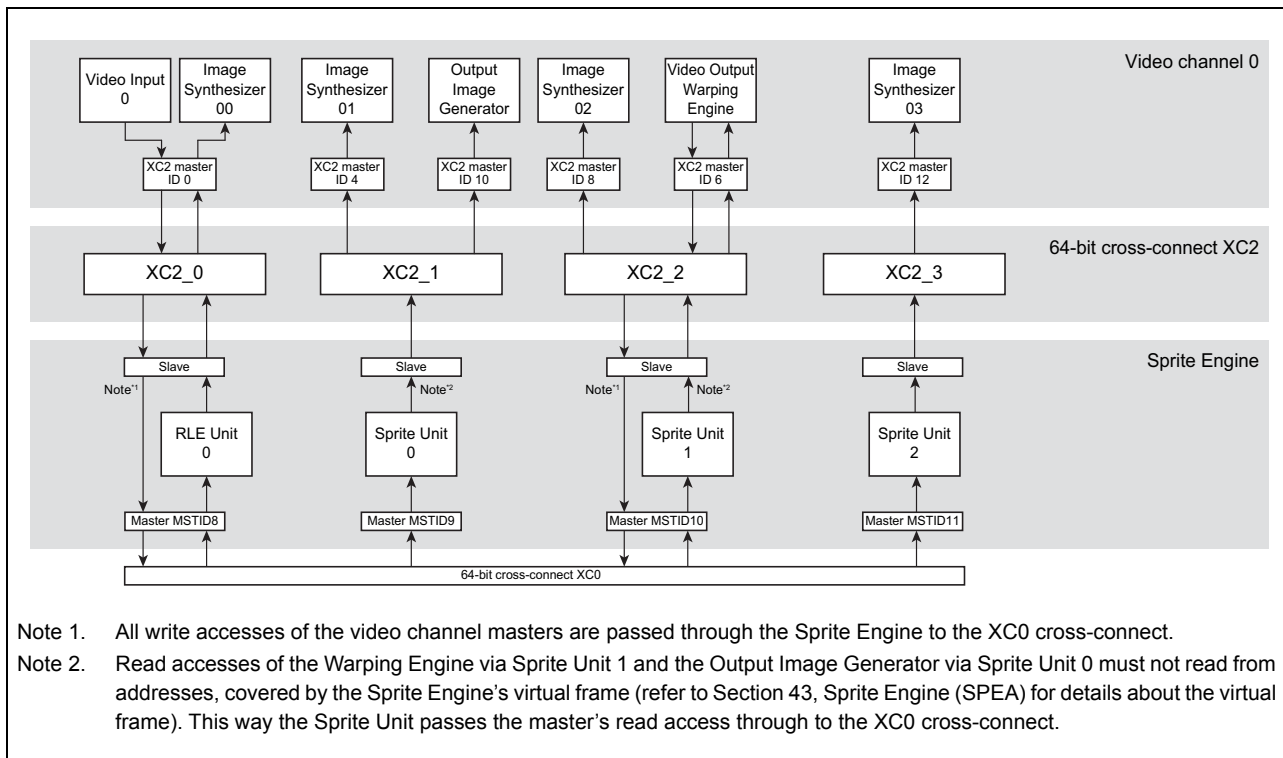 Video channel 0
Video Input
0
Image
Synthesizer
00
Image
Synthesizer
01
Output
Image
Generator
Image
Synthesizer
02
Video Output
Warping
Engine
Image
Synthesizer
03
XC2 master
ID 0
XC2 master
ID 4
XC2 master
ID 10
XC2 master
ID 8
XC2 master
ID 6
XC2 master
ID 12
64-bit cross-connect XC2
XC2_0
XC2_1
XC2_2
XC2_3
Sprite Engine
Slave
Slave
Slave
Slave
Note*1
Note*2
Note*1
Note*2
RLE Unit
0
Sprite Unit
0
Sprite Unit
1
Sprite Unit
2
Master MSTID8
Master MSTID9
Master MSTID10
Master MSTID11
64-bit cross-connect XC0
Note 1. All write accesses of the video channel masters are passed through the Sprite Engine to the XC0 cross-connect.
Note 2. Read accesses of the Warping Engine via Sprite Unit 1 and the Output Image Generator via Sprite Unit 0 must not read from
addresses, covered by the Sprite Engine's virtual frame (refer to Section 43, Sprite Engine (SPEA) for details about the virtual
frame). This way the Sprite Unit passes the master's read access through to the XC0 cross-connect.